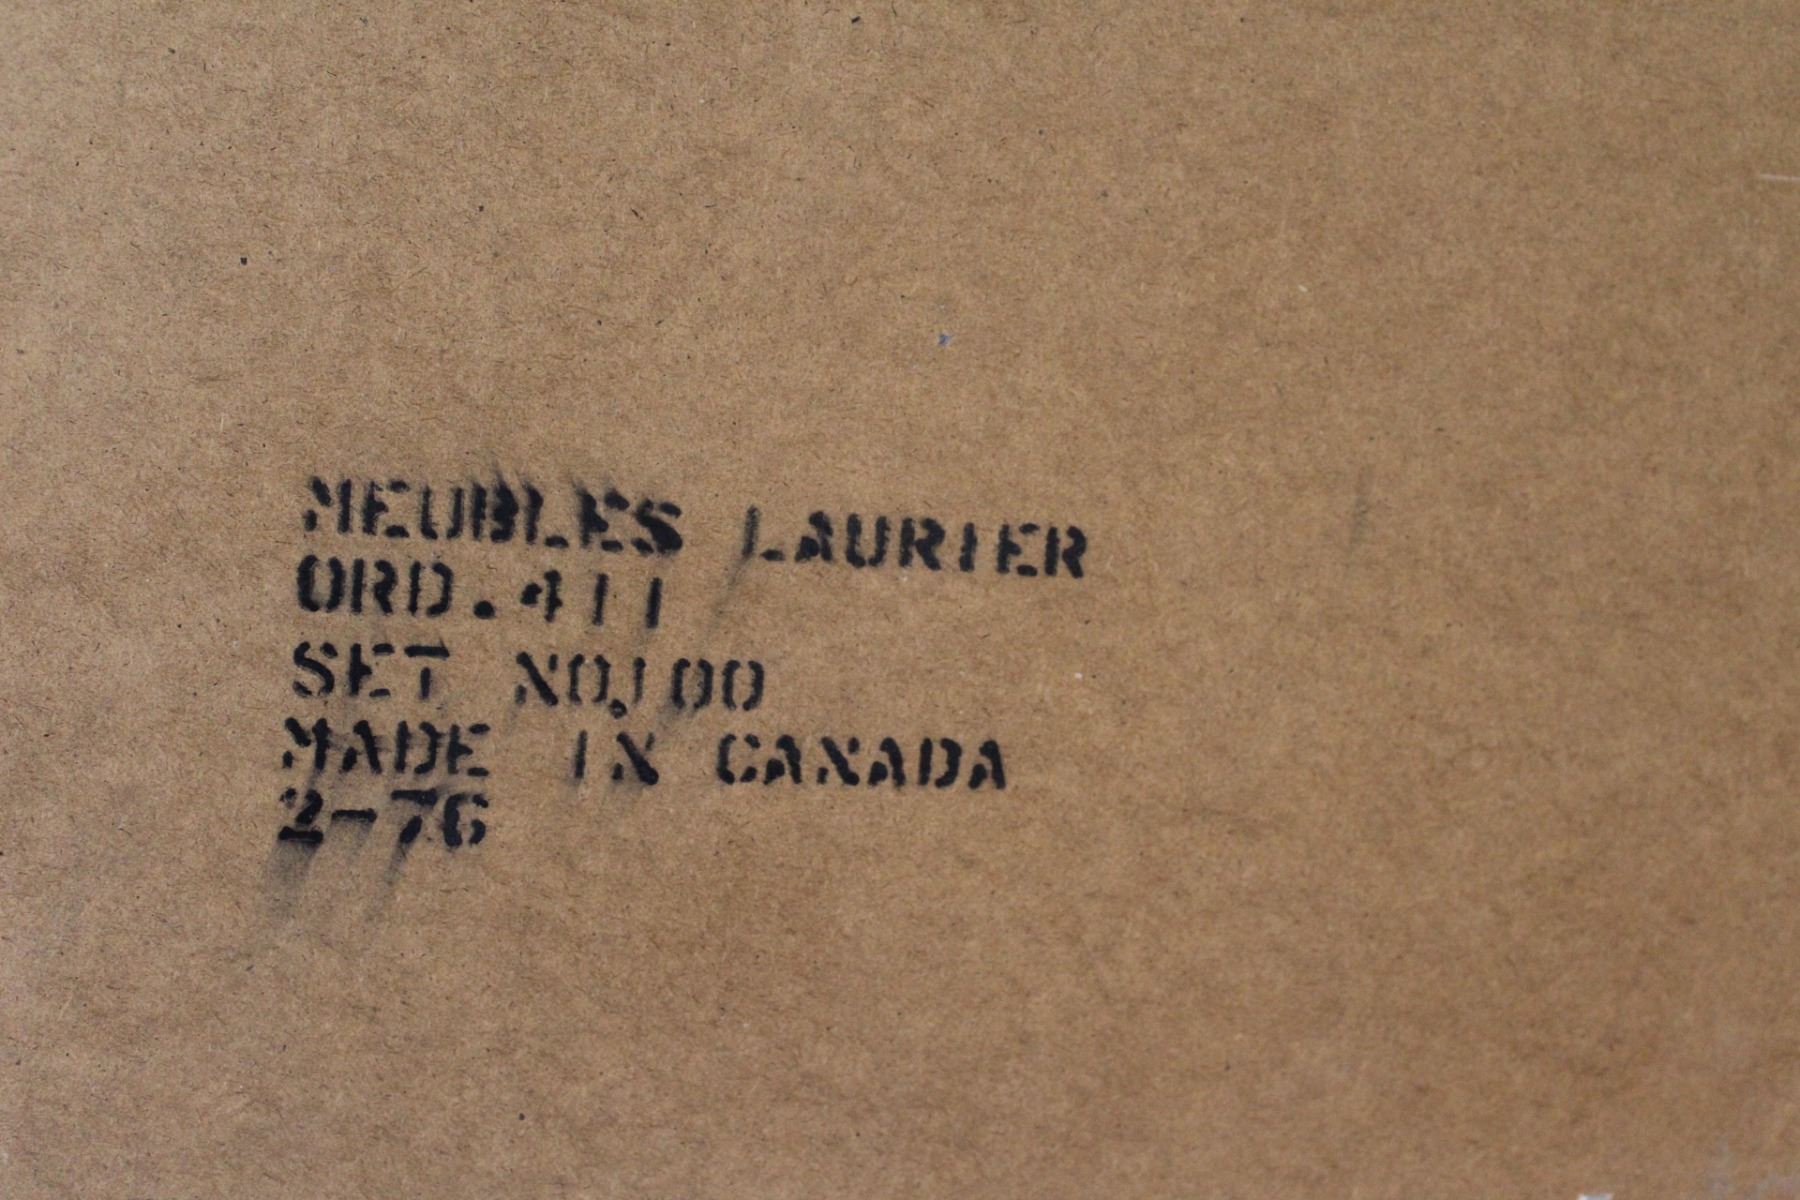 MEUBLES LAURIER
ORD.411
SET NO.100
MADE IN CANADA
2-76